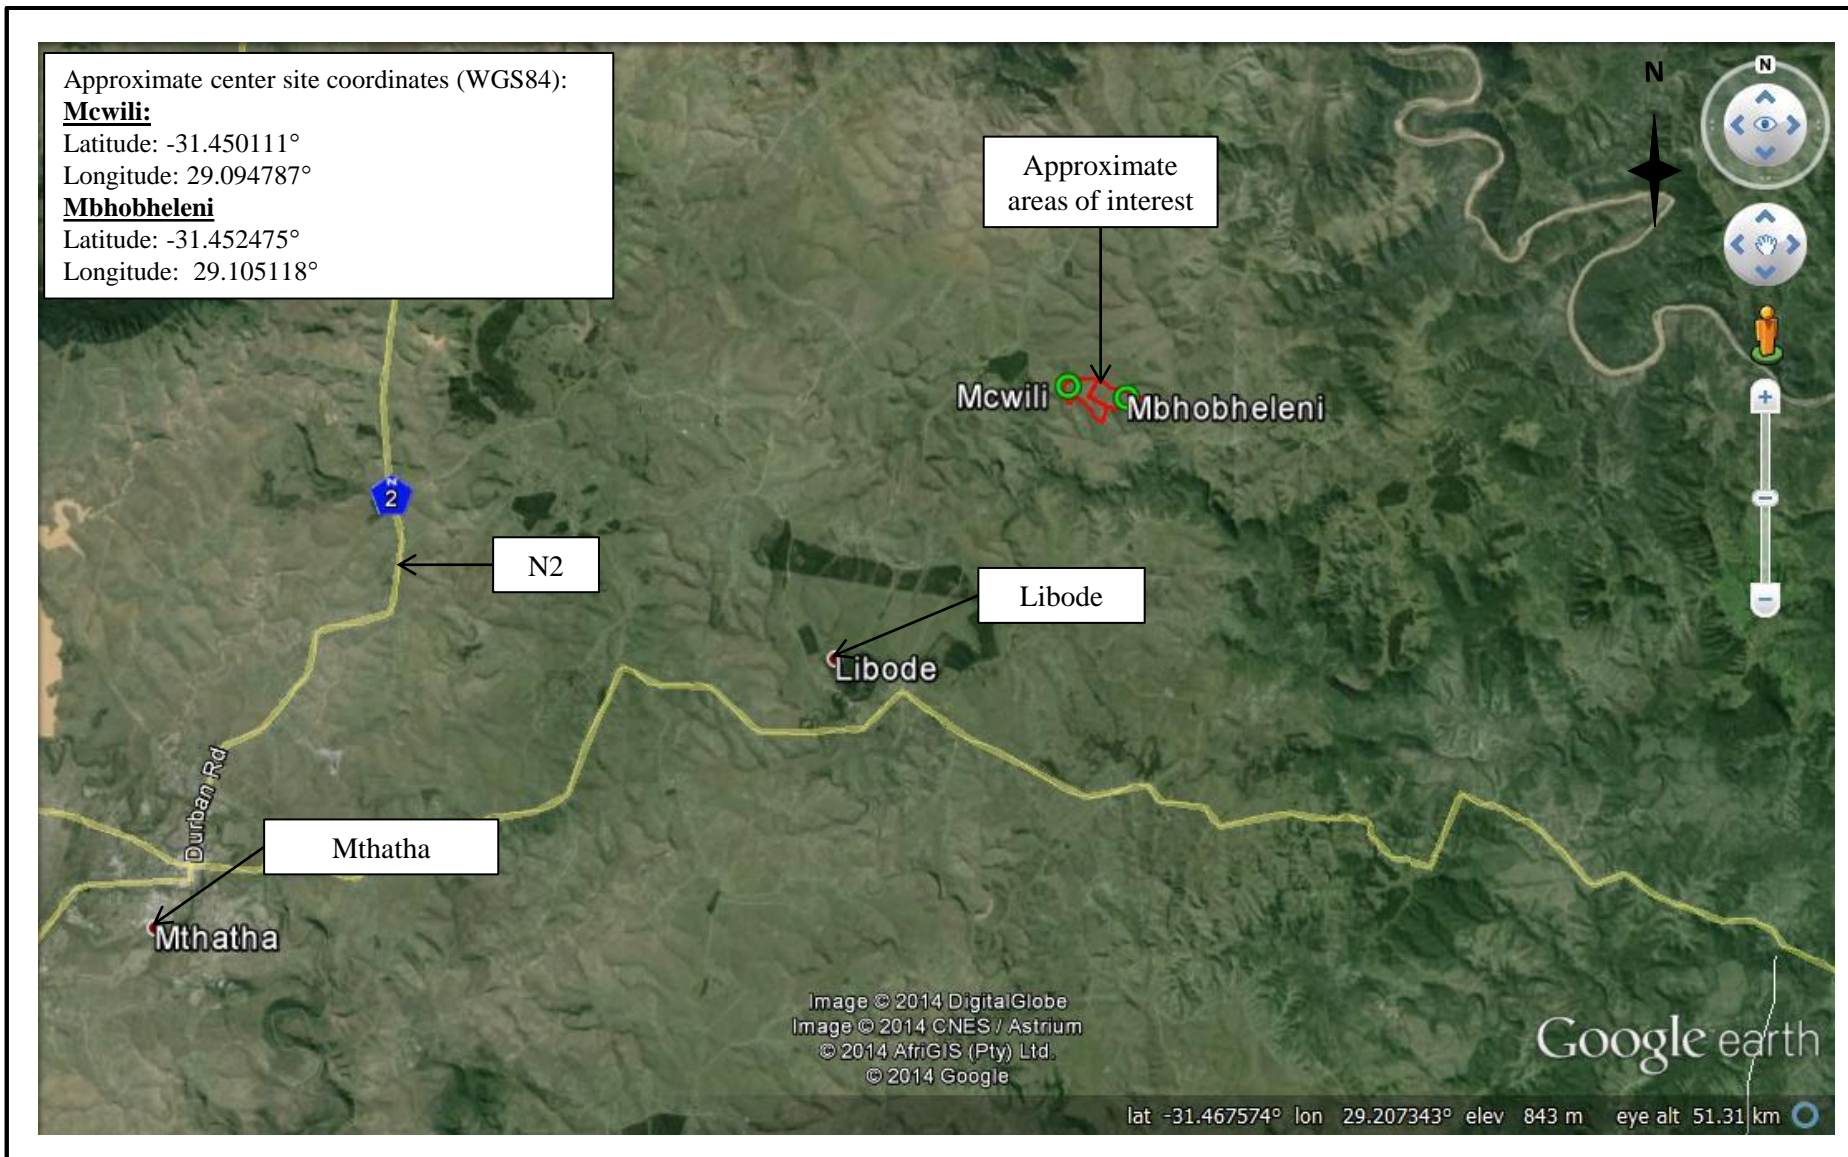 Approximate center site coordinates (WGS84):
Mcwili:
Latitude: -31.450111°
Longitude: 29.094787°
Mbhobheleni
Latitude: -31.452475°
Longitude:  29.105118°
N
N
Approximate
areas of interest
Mcwili
Mbhobheleni
N
2
N2
Libode
Libode
Durban Rd
Mthatha
Mthatha
Image © 2014 DigitalGlobe
Image © 2014 CNES / Astrium
© 2014 AfriGIS (Pty) Ltd.
© 2014 Google
Google earth
lat -31.467574° lon 29.207343° elev 843 m eye alt 51.31 km